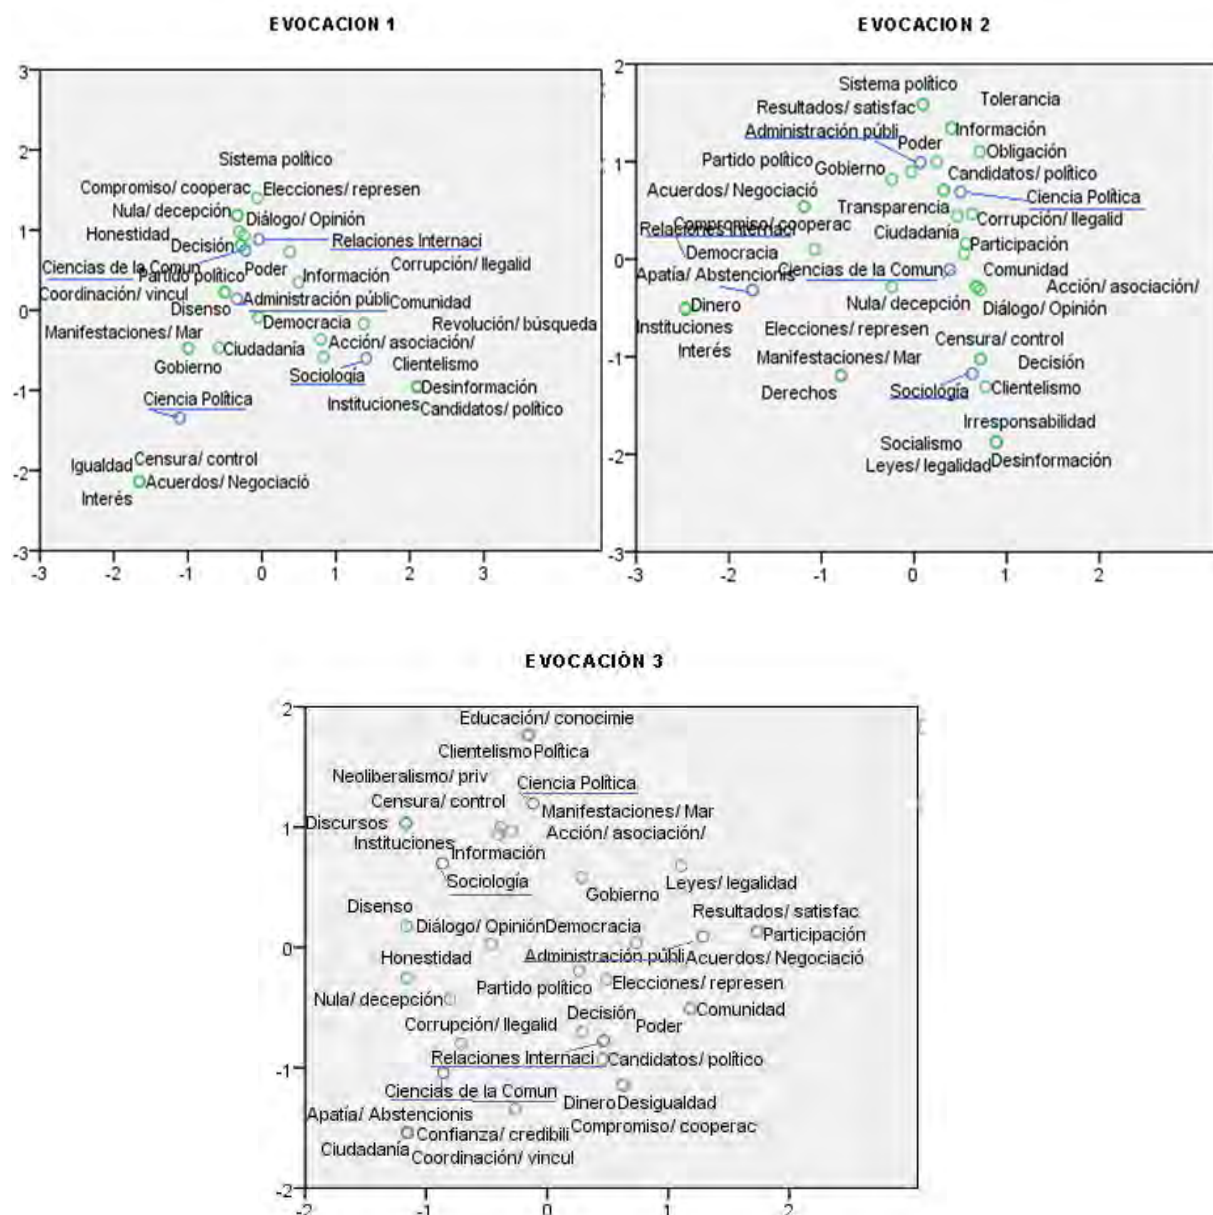 EVOCACION 1
3
2
Sistema político
Compromiso/ cooperac
Elecciones/ represen
Nula/ decepción
Diálogo/ Opinión
1
Honestidad
Decisión
Relaciones Internaci
Ciencias de la Comun
Partido político
Poder
Información
Corrupción/ Ilegalid
Coordinación/ vincul
Disenso
Administración públi
Comunidad
0
Democracia
Revolución/ búsqueda
Manifestaciones/ Mar
Acción/ asociación/
Ciudadanía
Gobierno
Sociología
Clientelismo
Desinformación
-1
Ciencia Política
Instituciones
Candidatos/ político
-2
Igualdad
Censura/ control
Acuerdos/ Negociació
Interés
-3
-3 -2 -1 0 1 2 3
EVOCACION 2
2
Sistema político
Resultados/ satisfac
Tolerancia
Administración públi
Información
Poder
Obligación
1
Partido político
Gobierno
Candidatos/ político
Acuerdos/ Negociació
Ciencia Política
Transparencia
Corrupción/ Ilegalid
Compromiso/ cooperac
Relaciones Internaci
Ciudadanía
Democracia
Participación
0
Apatía/ Abstencionis
Ciencias de la Comun
Comunidad
Dinero
Nula/ decepción
Acción/ asociación/
Diálogo/ Opinión
Instituciones
Elecciones/ represen
Interés
Censura/ control
-1
Manifestaciones/ Mar
Decisión
Derechos
Sociología
Clientelismo
Irresponsabilidad
Socialismo
-2
Leyes/ legalidad
Desinformación
-3
-3 -2 -1 0 1 2
EVOCACIÓN 3
2
Educación/ conocimie
Clientelismo
Política
Neoliberalismo/ priv
Ciencia Política
Censura/ control
Manifestaciones/ Mar
1
Discursos
Acción/ asociación/
Instituciones
Información
Sociología
Gobierno
Leyes/ legalidad
Disenso
Resultados/ satisfac
Diálogo/ Opinión
Democracia
Participación
0
Honestidad
Administración públi
Acuerdos/ Negociació
Partido político
Elecciones/ represen
Nula/ decepción
Decisión
Comunidad
Corrupción/ Ilegalid
Poder
Relaciones Internaci
Candidatos/ político
-1
Ciencias de la Comun
Dinero
Desigualdad
Apatía/ Abstencionis
Confianza/ credibili
Compromiso/ cooperac
Ciudadanía
Coordinación/ vincul
-2
-2 -1 0 1 2